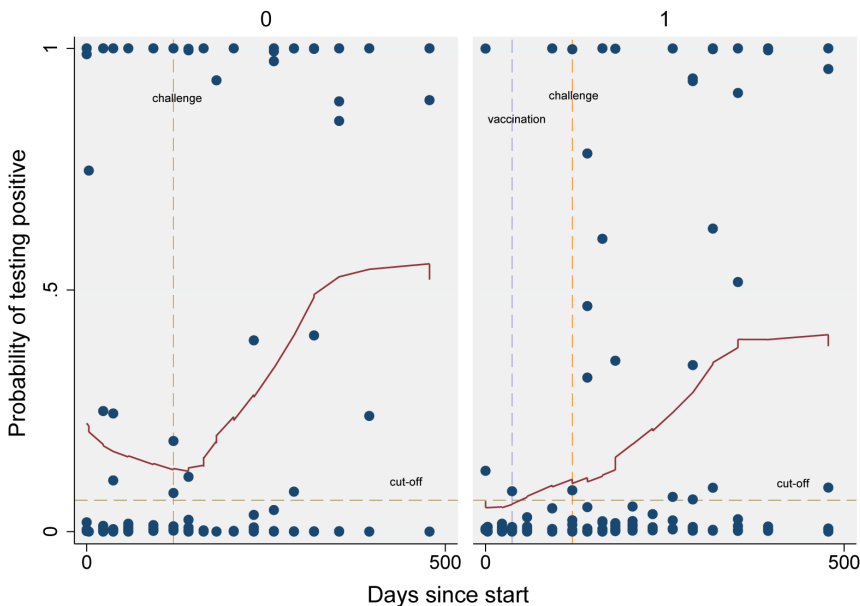 0
1
Probability of testing positive
1
.5
0
challenge
cut-off
vaccination
challenge
cut-off
0
500
0
500
Days since start